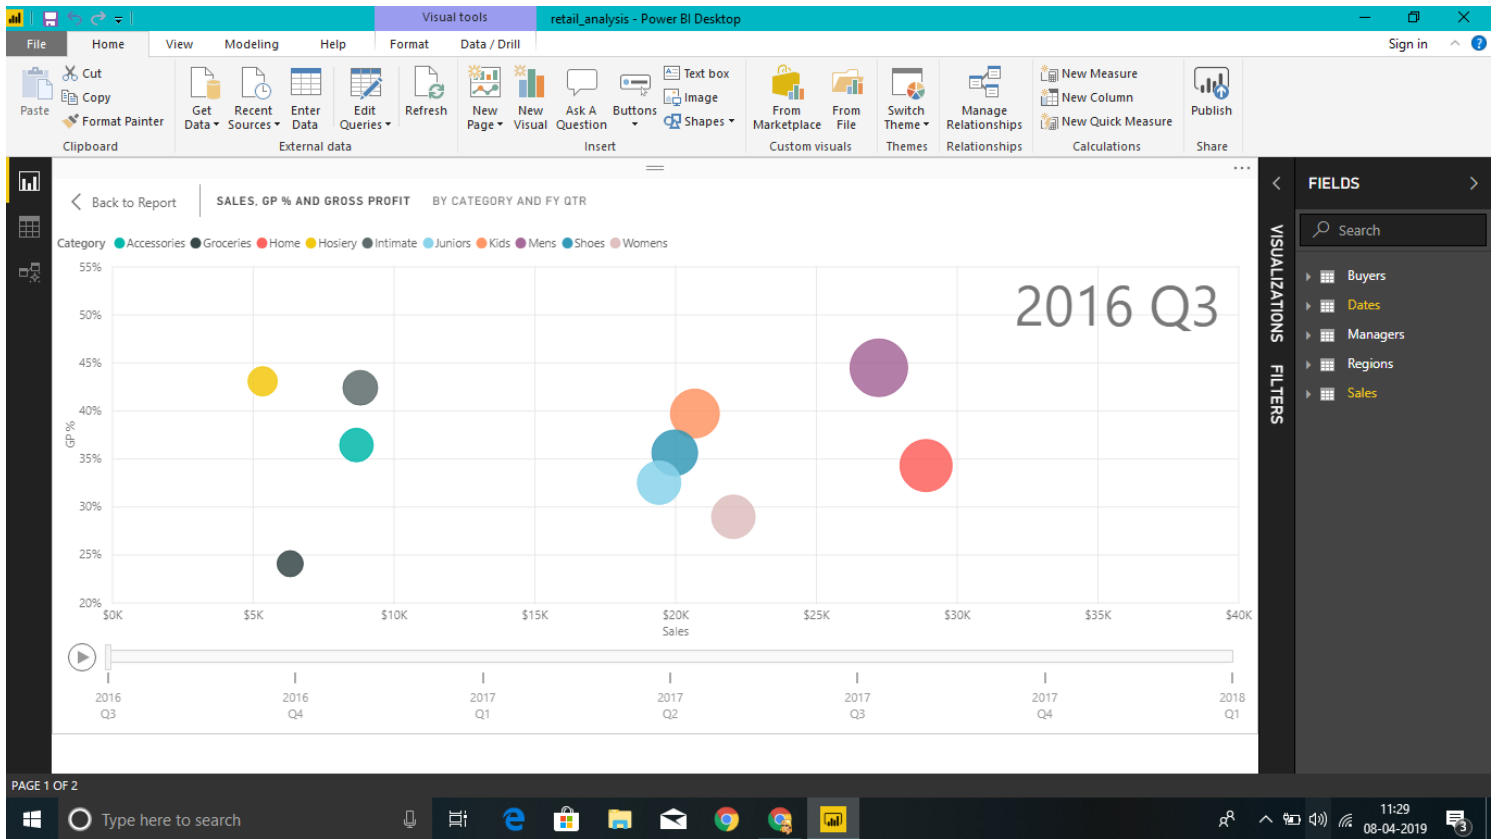 Visual tools
retail_analysis - Power BI Desktop
File Home View Modeling Help Format Data / Drill Sign in
Paste
Cut
Copy
Format Painter
Clipboard
Get Data
Recent Sources
Enter Data
Edit Queries
External data
Refresh
New Page
New Visual
Ask A Question
Buttons
Text box
Image
Shapes
Insert
From Marketplace
From File
Custom visuals
Switch Theme
Themes
Manage Relationships
Relationships
New Measure
New Column
New Quick Measure
Calculations
Publish
Share
Back to Report
SALES, GP % AND GROSS PROFIT BY CATEGORY AND FY QTR
Category Accessories Groceries Home Hosiery Intimate Juniors Kids Mens Shoes Womens
2016 Q3
55%
50%
45%
40%
35%
30%
25%
20%
GP %
$0K $5K $10K $15K $20K $25K $30K $35K $40K
Sales
2016 Q3
2016 Q4
2017 Q1
2017 Q2
2017 Q3
2017 Q4
2018 Q1
VISUALIZATIONS
FILTERS
FIELDS
Search
Buyers
Dates
Managers
Regions
Sales
PAGE 1 OF 2
Type here to search
11:29
08-04-2019
3